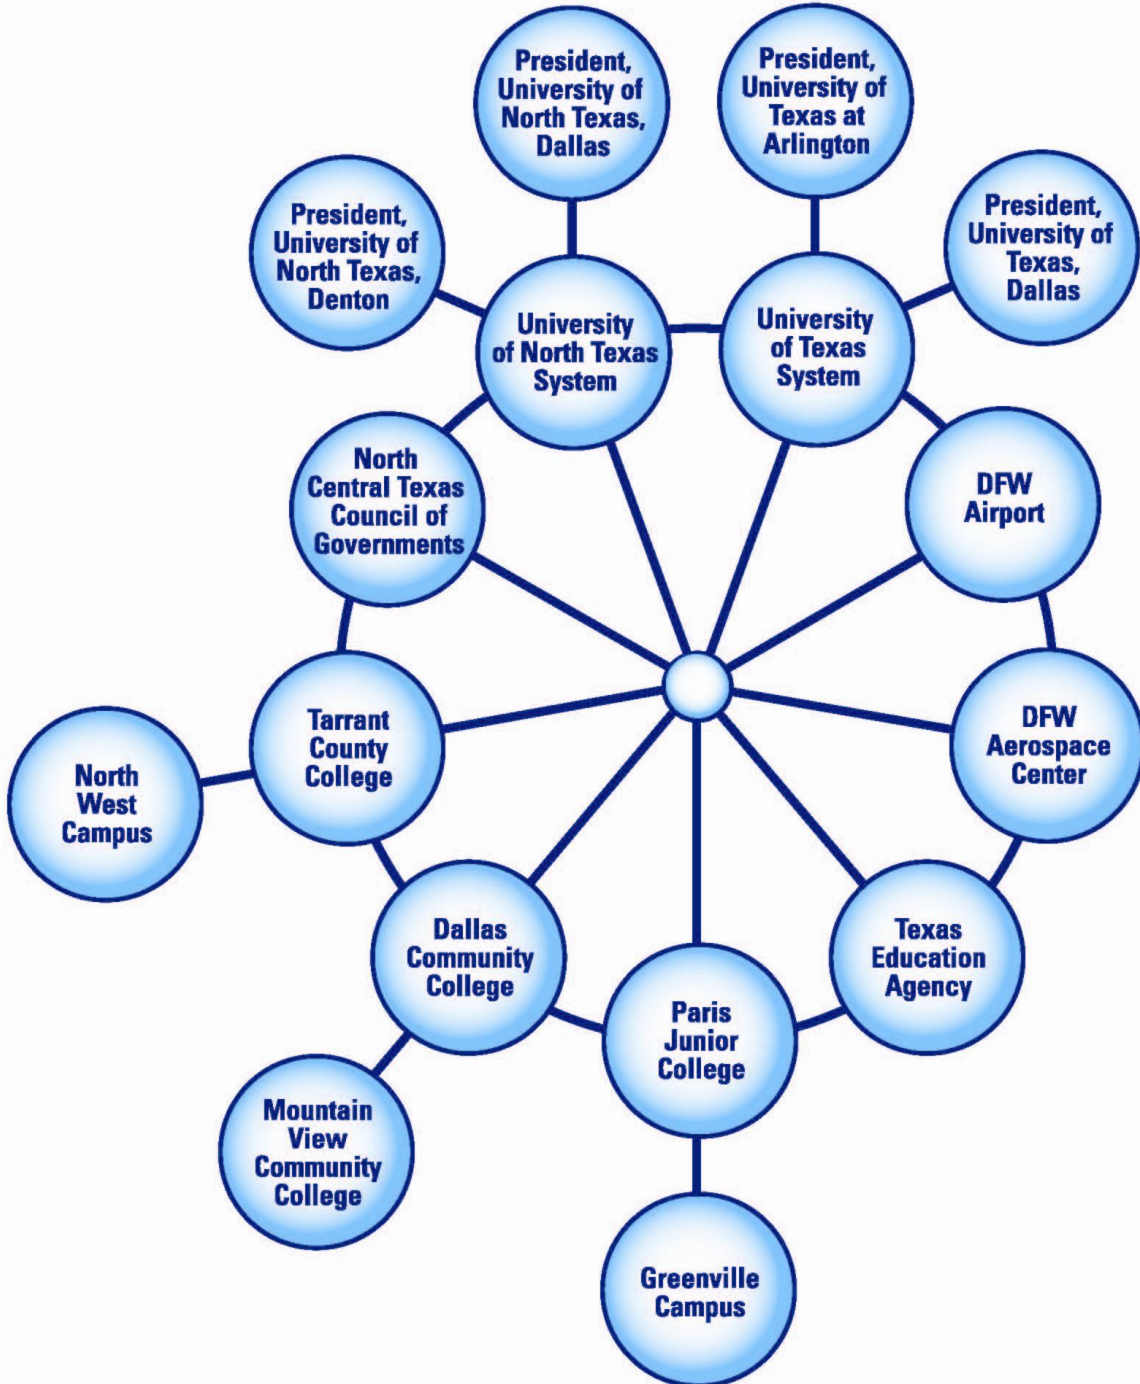 President,
University of
North Texas,
Dallas
President,
University of
Texas at
Arlington
President,
University of
North Texas,
Denton
President,
University of
Texas,
Dallas
University
of North Texas
System
University
of Texas
System
North
Central Texas
Council of
Governments
DFW
Airport
Tarrant
County
College
DFW
Aerospace
Center
North
West
Campus
Dallas
Community
College
Texas
Education
Agency
Paris
Junior
College
Mountain
View
Community
College
Greenville
Campus